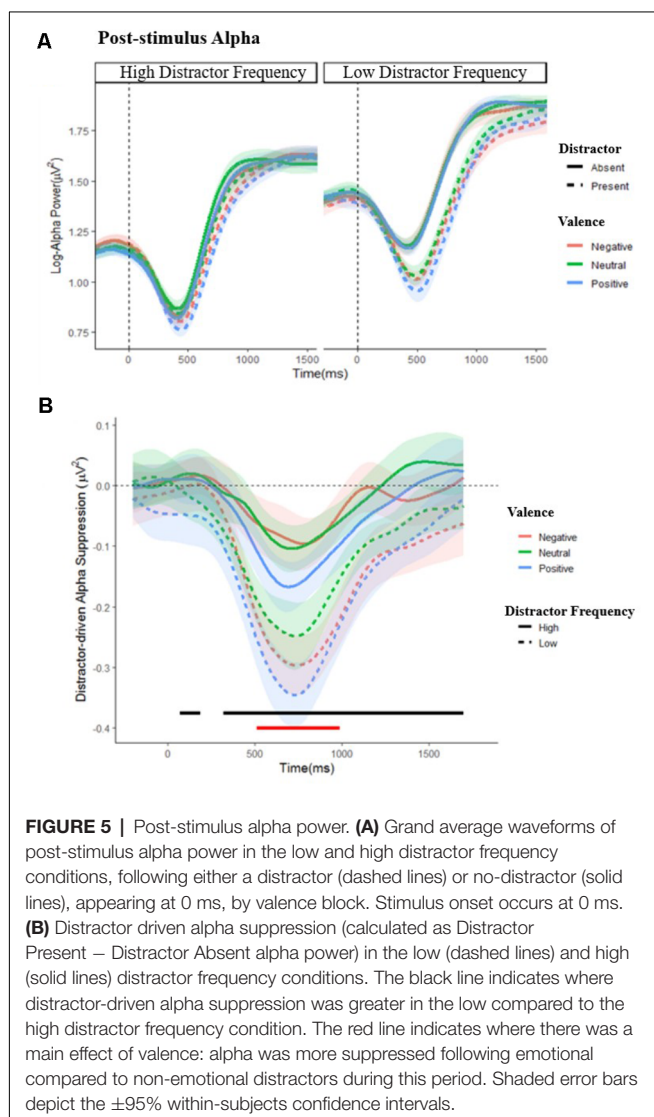 A
Post-stimulus Alpha
High Distractor Frequency
Low Distractor Frequency
Log-Alpha Power(μV²)
1.75
1.50
1.25
1.00
0.75
0 500 1000 1500
0 500 1000 1500
Time(ms)
Time(ms)
Distractor
Absent
Present
Valence
Negative
Neutral
Positive
B
Distractor-driven Alpha Suppression (μV²)
0.1
0.0
-0.1
-0.2
-0.3
-0.4
0 500 1000 1500
Time(ms)
Valence
Negative
Neutral
Positive
Distractor Frequency
High
Low
FIGURE 5 | Post-stimulus alpha power. (A) Grand average waveforms of
post-stimulus alpha power in the low and high distractor frequency
conditions, following either a distractor (dashed lines) or no-distractor (solid
lines), appearing at 0 ms, by valence block. Stimulus onset occurs at 0 ms.
(B) Distractor driven alpha suppression (calculated as Distractor
Present − Distractor Absent alpha power) in the low (dashed lines) and high
(solid lines) distractor frequency conditions. The black line indicates where
distractor-driven alpha suppression was greater in the low compared to the
high distractor frequency condition. The red line indicates where there was a
main effect of valence: alpha was more suppressed following emotional
compared to non-emotional distractors during this period. Shaded error bars
depict the ±95% within-subjects confidence intervals.